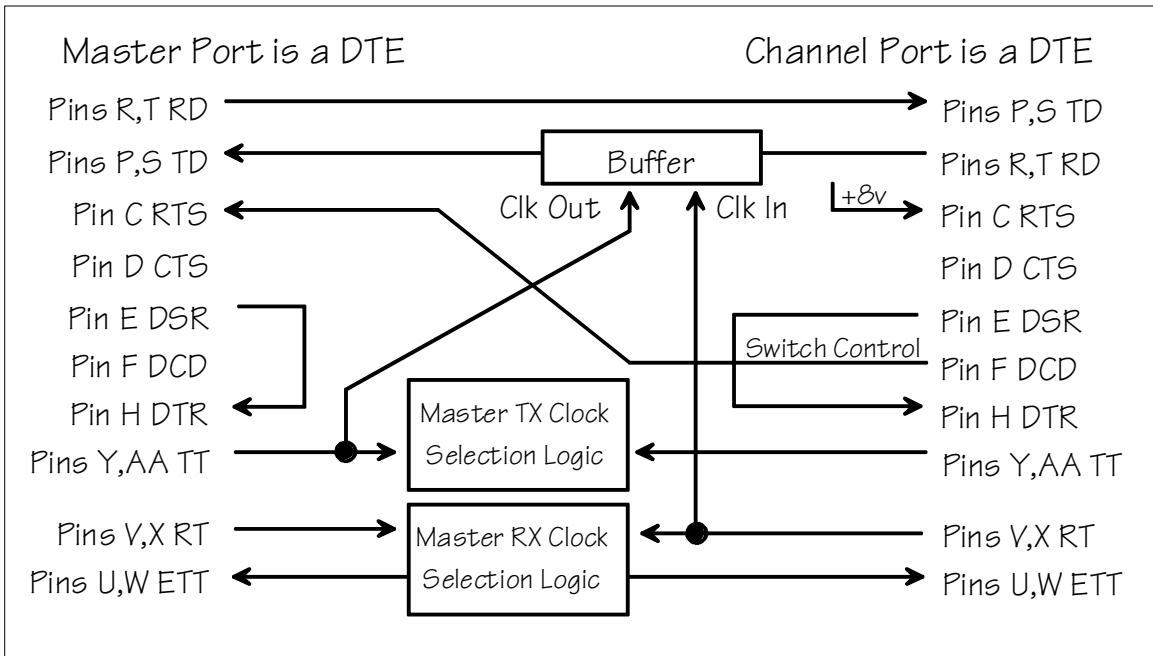 Master Port is a DTE
Channel Port is a DTE
Pins R,T RD
Pins P,S TD
Pins P,S TD
Buffer
Pins R,T RD
Pin C RTS
Clk Out
Clk In
+8v
Pin C RTS
Pin D CTS
Pin D CTS
Pin E DSR
Pin E DSR
Switch Control
Pin F DCD
Pin F DCD
Pin H DTR
Master TX Clock
Selection Logic
Pin H DTR
Pins Y,AA TT
Pins Y,AA TT
Pins V,X RT
Master RX Clock
Selection Logic
Pins V,X RT
Pins U,W ETT
Pins U,W ETT